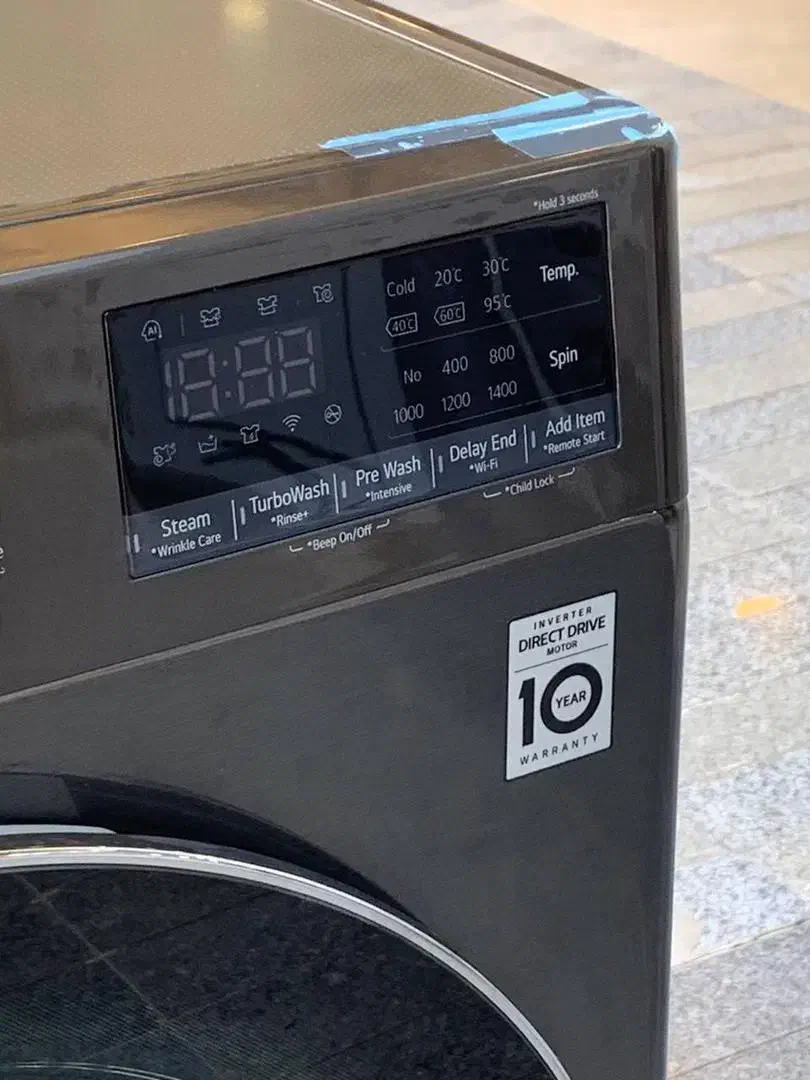 *Hold 3 seconds
AI
Cold 20℃ 30℃ Temp.
40℃ 60℃ 95℃
No 400 800 Spin
1000 1200 1400
Steam TurboWash Pre Wash Delay End Add Item
*Wrinkle Care *Rinse+ *Intensive *Wi-Fi *Remote Start
*Beep On/Off *Child Lock
INVERTER
DIRECT DRIVE
MOTOR
10 YEAR
WARRANTY